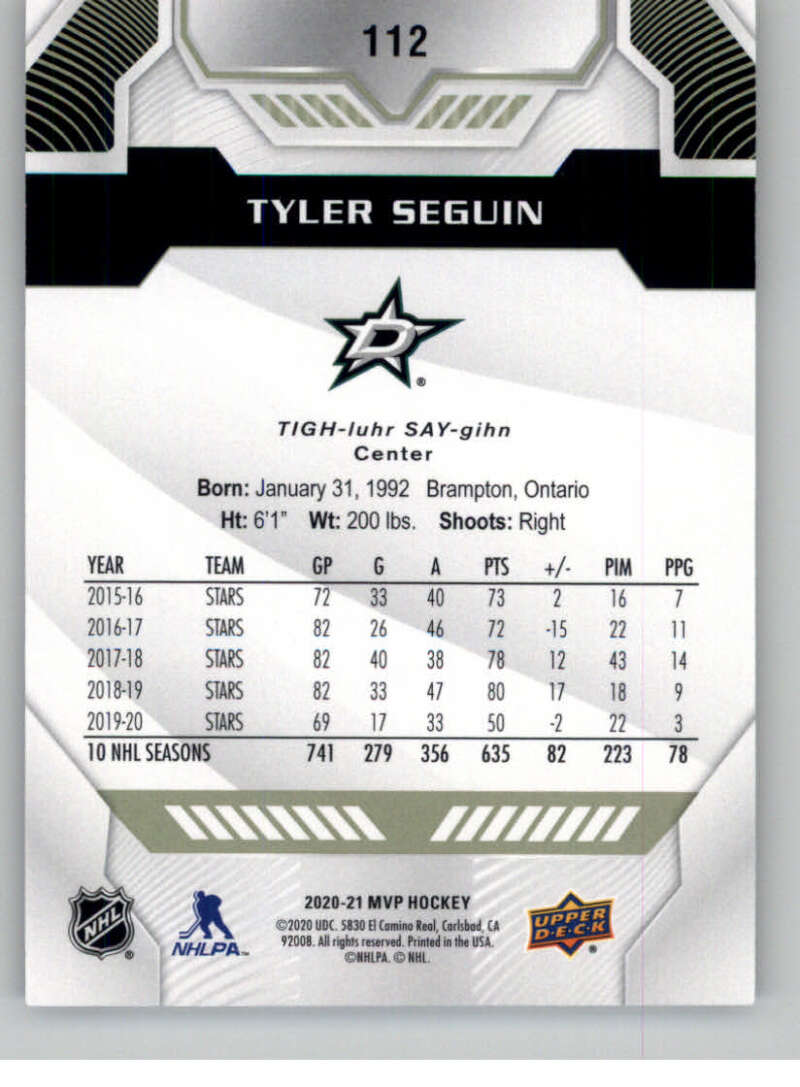 112
TYLER SEGUIN
D
®
TIGH-luhr SAY-gihn
Center
Born: January 31, 1992 Brampton, Ontario
Ht: 6'1" Wt: 200 lbs. Shoots: Right
YEAR TEAM GP G A PTS +/- PIM PPG
2015-16 STARS 72 33 40 73 2 16 7
2016-17 STARS 82 26 46 72 -15 22 11
2017-18 STARS 82 40 38 78 12 43 14
2018-19 STARS 82 33 47 80 17 18 9
2019-20 STARS 69 17 33 50 -2 22 3
10 NHL SEASONS 741 279 356 635 82 223 78
NHL ®
NHLPA™
2020-21 MVP HOCKEY
©2020 UDC. 5830 El Camino Real, Carlsbad, CA
92008. All rights reserved. Printed in the USA.
©NHLPA. © NHL.
UPPER
D·E·C·K ®